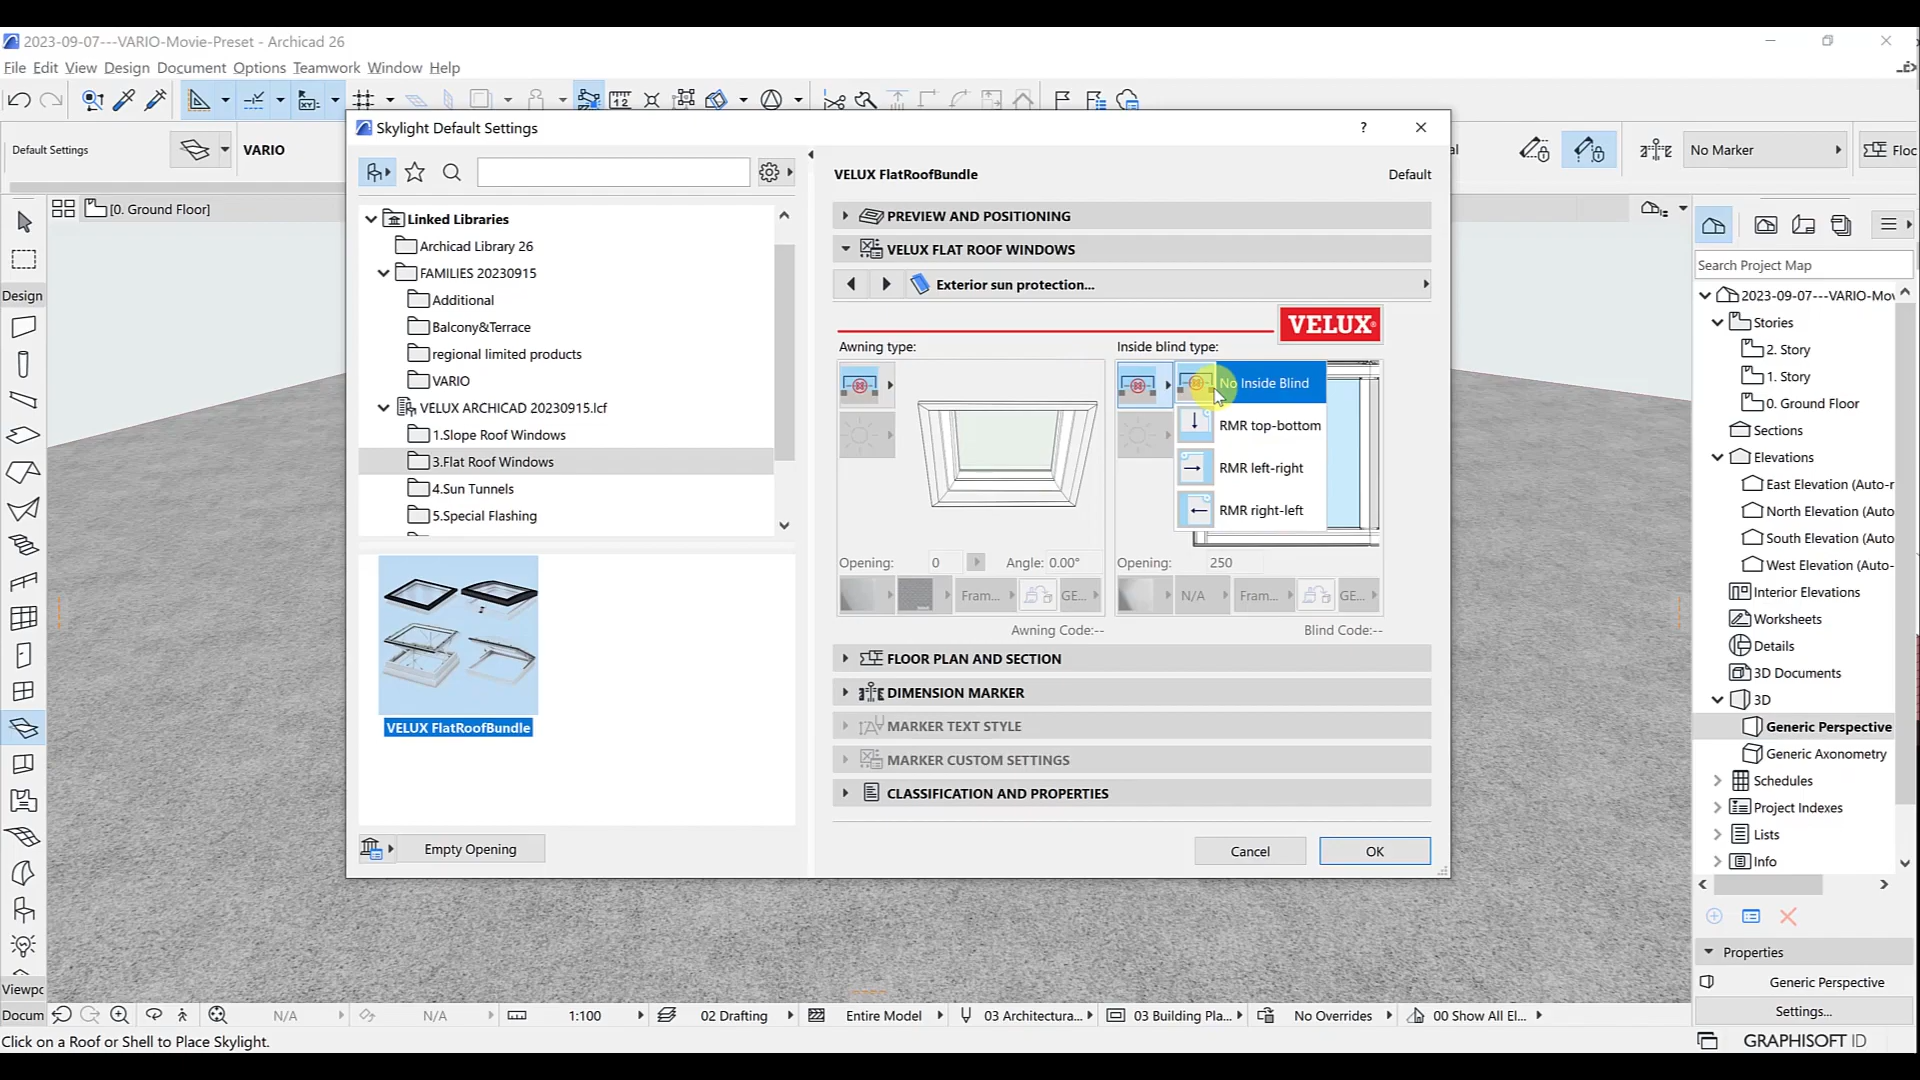 2023-09-07---VARIO-Movie-Preset - Archicad 26
File Edit View Design Document Options Teamwork Window Help
Default Settings
VARIO
No Marker
Floo
[0. Ground Floor]
Design
Viewpo
Docum
Skylight Default Settings
?
Linked Libraries
Archicad Library 26
FAMILIES 20230915
Additional
Balcony&Terrace
regional limited products
VARIO
VELUX ARCHICAD 20230915.lcf
1.Slope Roof Windows
3.Flat Roof Windows
4.Sun Tunnels
5.Special Flashing
VELUX FlatRoofBundle
Empty Opening
VELUX FlatRoofBundle
Default
PREVIEW AND POSITIONING
VELUX FLAT ROOF WINDOWS
Exterior sun protection...
VELUX®
Awning type:
Inside blind type:
No Inside Blind
RMR top-bottom
RMR left-right
RMR right-left
Opening: 0 Angle: 0.00°
Opening: 250
Fram... GE...
N/A Fram... GE...
Awning Code:--
Blind Code:--
FLOOR PLAN AND SECTION
DIMENSION MARKER
MARKER TEXT STYLE
MARKER CUSTOM SETTINGS
CLASSIFICATION AND PROPERTIES
Cancel
OK
Search Project Map
2023-09-07---VARIO-Mov
Stories
2. Story
1. Story
0. Ground Floor
Sections
Elevations
East Elevation (Auto-r
North Elevation (Auto
South Elevation (Auto
West Elevation (Auto-
Interior Elevations
Worksheets
Details
3D Documents
3D
Generic Perspective
Generic Axonometry
Schedules
Project Indexes
Lists
Info
Properties
Generic Perspective
Settings...
N/A N/A 1:100 02 Drafting Entire Model 03 Architectura... 03 Building Pla... No Overrides 00 Show All El...
Click on a Roof or Shell to Place Skylight.
GRAPHISOFT ID